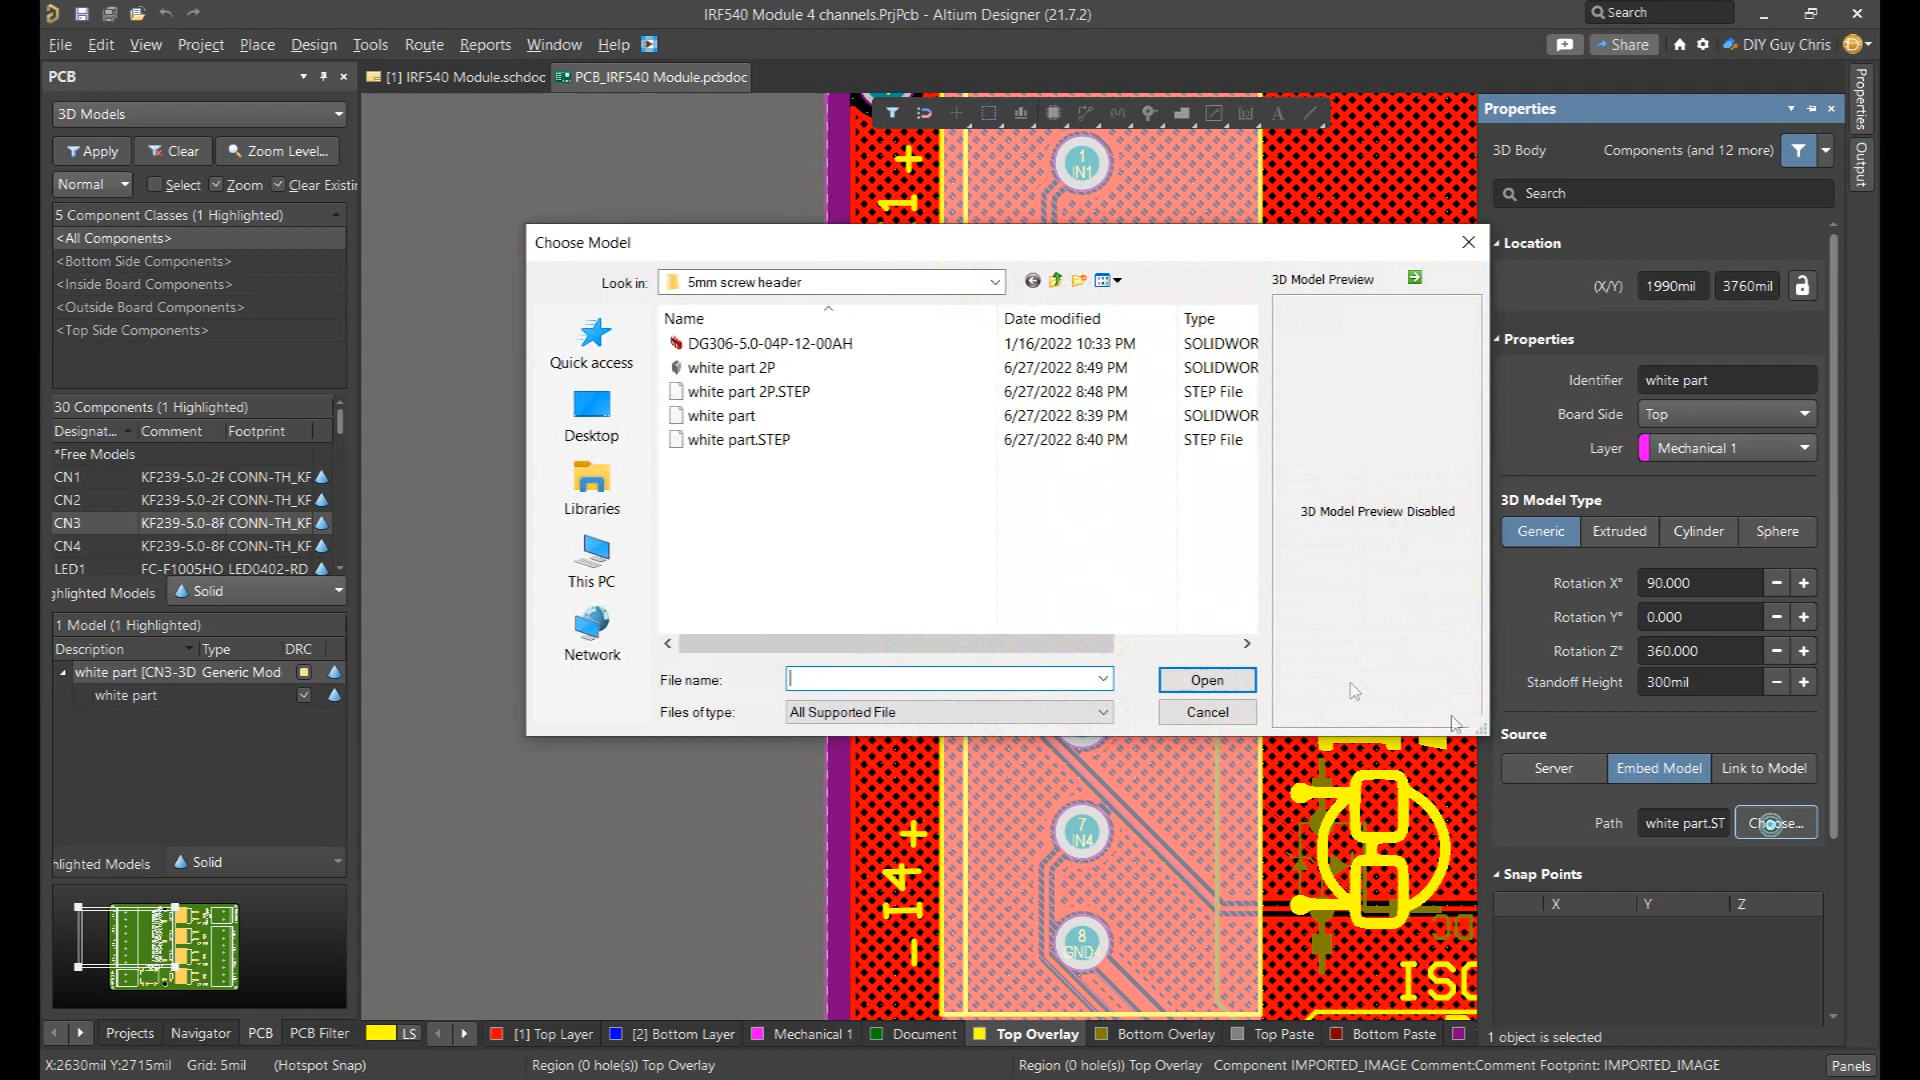 IRF540 Module 4 channels.PrjPcb - Altium Designer (21.7.2)
Search
File Edit View Project Place Design Tools Route Reports Window Help
Share
DIY Guy Chris
PCB
[1] IRF540 Module.schdoc
PCB_IRF540 Module.pcbdoc
3D Models
Apply Clear Zoom Level...
Normal Select Zoom Clear Existir
5 Component Classes (1 Highlighted)
<All Components>
<Bottom Side Components>
<Inside Board Components>
<Outside Board Components>
<Top Side Components>
30 Components (1 Highlighted)
Designat... Comment Footprint
*Free Models
CN1 KF239-5.0-2F CONN-TH_KF
CN2 KF239-5.0-2F CONN-TH_KF
CN3 KF239-5.0-8F CONN-TH_KF
CN4 KF239-5.0-8F CONN-TH_KF
LED1 FC-F1005HO LED0402-RD
ghlighted Models Solid
1 Model (1 Highlighted)
Description Type DRC
white part [CN3-3D Generic Mod
white part
hlighted Models Solid
1 +
1
IN1
7
IN4
8
GND4
- I4 +
ISO
Choose Model
Look in: 5mm screw header
Quick access
Desktop
Libraries
This PC
Network
Name Date modified Type
DG306-5.0-04P-12-00AH 1/16/2022 10:33 PM SOLIDWOR
white part 2P 6/27/2022 8:49 PM SOLIDWOR
white part 2P.STEP 6/27/2022 8:48 PM STEP File
white part 6/27/2022 8:39 PM SOLIDWOR
white part.STEP 6/27/2022 8:40 PM STEP File
File name: Open
Files of type: All Supported File Cancel
3D Model Preview
3D Model Preview Disabled
Properties
3D Body Components (and 12 more)
Search
Location
(X/Y) 1990mil 3760mil
Properties
Identifier white part
Board Side Top
Layer Mechanical 1
3D Model Type
Generic Extruded Cylinder Sphere
Rotation X° 90.000 - +
Rotation Y° 0.000 - +
Rotation Z° 360.000 - +
Standoff Height 300mil - +
Source
Server Embed Model Link to Model
Path white part.ST Choose...
Snap Points
X Y Z
1 object is selected
Properties
Output
Projects Navigator PCB PCB Filter
LS [1] Top Layer [2] Bottom Layer Mechanical 1 Document Top Overlay Bottom Overlay Top Paste Bottom Paste
X:2630mil Y:2715mil Grid: 5mil (Hotspot Snap)
Region (0 hole(s)) Top Overlay
Region (0 hole(s)) Top Overlay Component IMPORTED_IMAGE Comment:Comment Footprint: IMPORTED_IMAGE
Panels